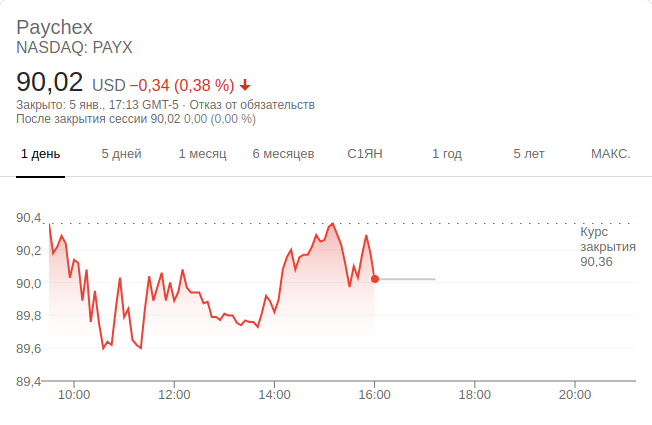 Paychex
NASDAQ: PAYX
90,02 USD −0,34 (0,38 %)
Закрыто: 5 янв., 17:13 GMT-5 · Отказ от обязательств
После закрытия сессии 90,02 0,00 (0,00 %)
1 день 5 дней 1 месяц 6 месяцев С1ЯН 1 год 5 лет МАКС.
90,4
Курс
закрытия
90,36
90,2
90,0
89,8
89,6
89,4
10:00 12:00 14:00 16:00 18:00 20:00